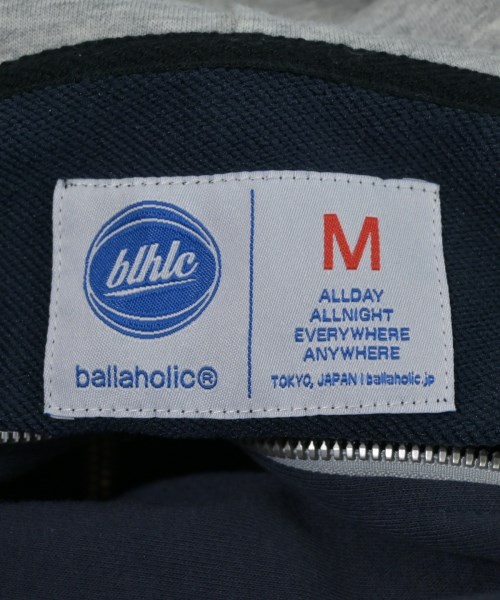 blhlc
ballaholic®
M
ALLDAY
ALLNIGHT
EVERYWHERE
ANYWHERE
TOKYO, JAPAN | ballaholic.jp